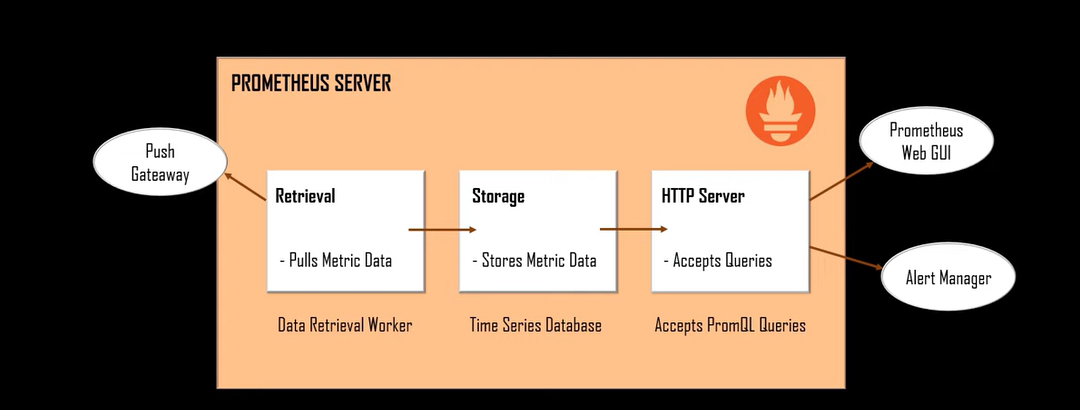 PROMETHEUS SERVER
Push
Gateaway
Retrieval
- Pulls Metric Data
Data Retrieval Worker
Storage
- Stores Metric Data
Time Series Database
HTTP Server
- Accepts Queries
Accepts PromQL Queries
Prometheus
Web GUI
Alert Manager